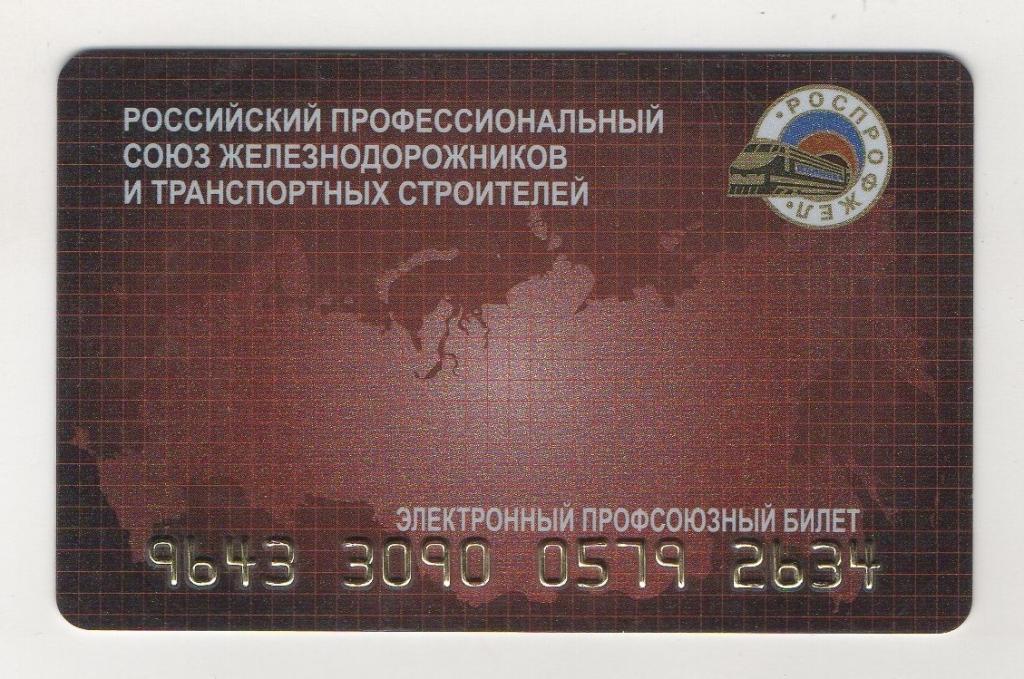 РОССИЙСКИЙ ПРОФЕССИОНАЛЬНЫЙ
СОЮЗ ЖЕЛЕЗНОДОРОЖНИКОВ
И ТРАНСПОРТНЫХ СТРОИТЕЛЕЙ
РОСПРОФЖЕЛ
ЭЛЕКТРОННЫЙ ПРОФСОЮЗНЫЙ БИЛЕТ
9643 3090 0579 2634